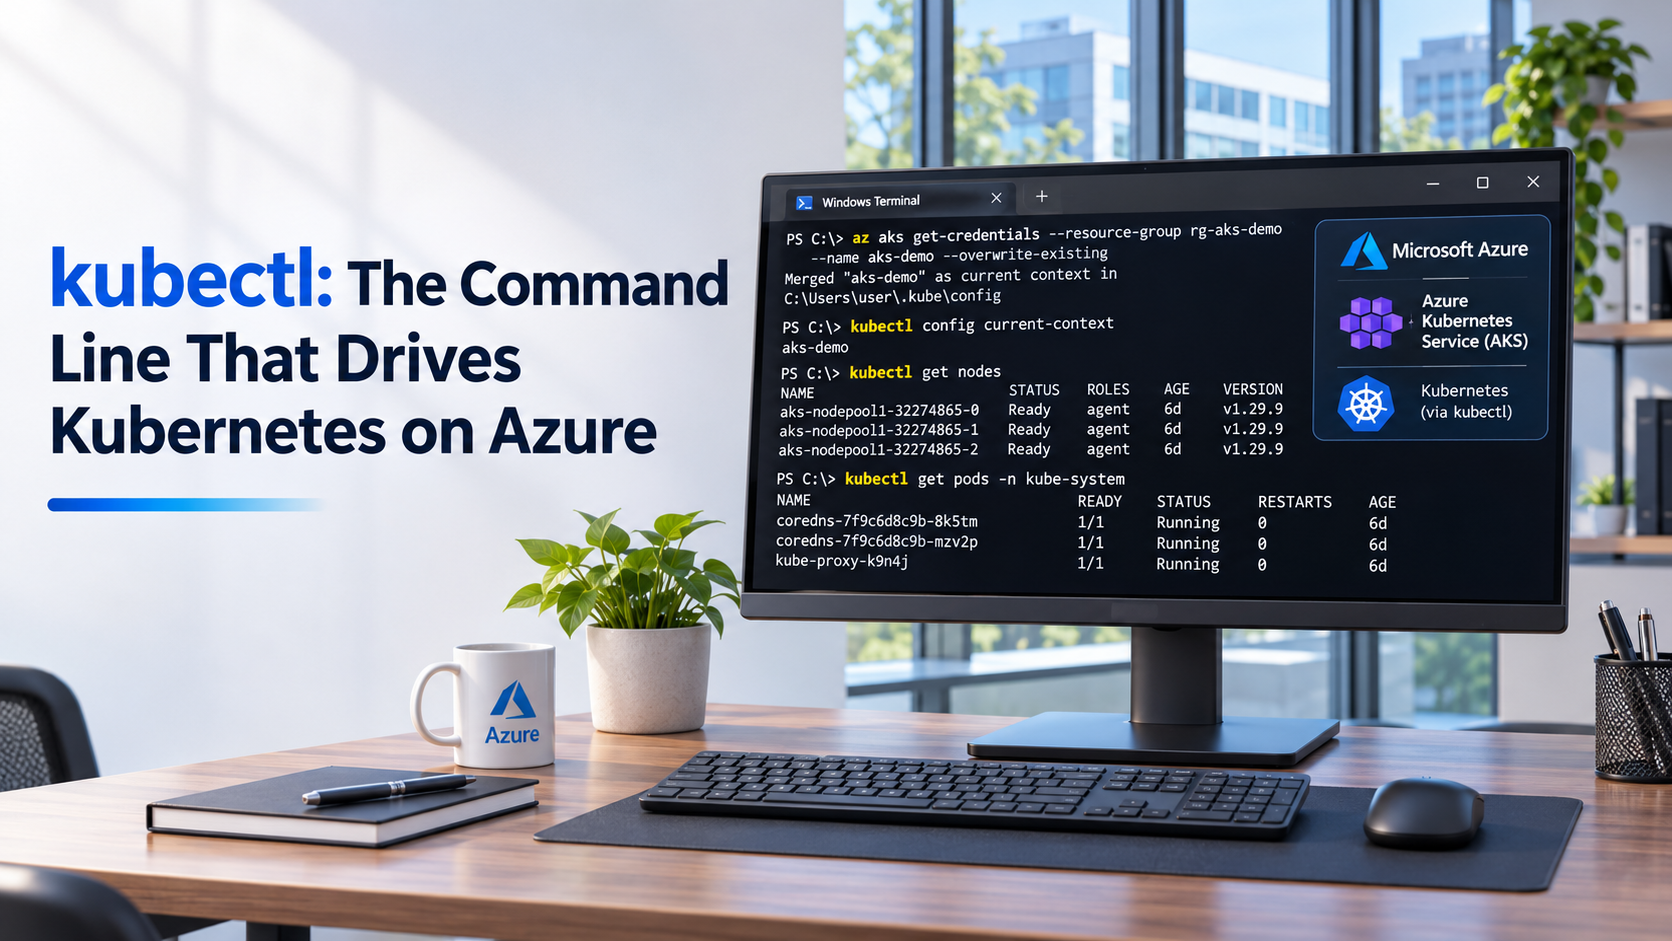 kubectl: The Command
Line That Drives
Kubernetes on Azure
Windows Terminal
PS C:\> az aks get-credentials --resource-group rg-aks-demo
--name aks-demo --overwrite-existing
Merged "aks-demo" as current context in
C:\Users\user\.kube\config
PS C:\> kubectl config current-context
aks-demo
PS C:\> kubectl get nodes
NAME STATUS ROLES AGE VERSION
aks-nodepool1-32274865-0 Ready agent 6d v1.29.9
aks-nodepool1-32274865-1 Ready agent 6d v1.29.9
aks-nodepool1-32274865-2 Ready agent 6d v1.29.9
PS C:\> kubectl get pods -n kube-system
NAME READY STATUS RESTARTS AGE
coredns-7f9c6d8c9b-8k5tm 1/1 Running 0 6d
coredns-7f9c6d8c9b-mzv2p 1/1 Running 0 6d
kube-proxy-k9n4j 1/1 Running 0 6d
Microsoft Azure
Azure
Kubernetes
Service (AKS)
Kubernetes
(via kubectl)
Azure